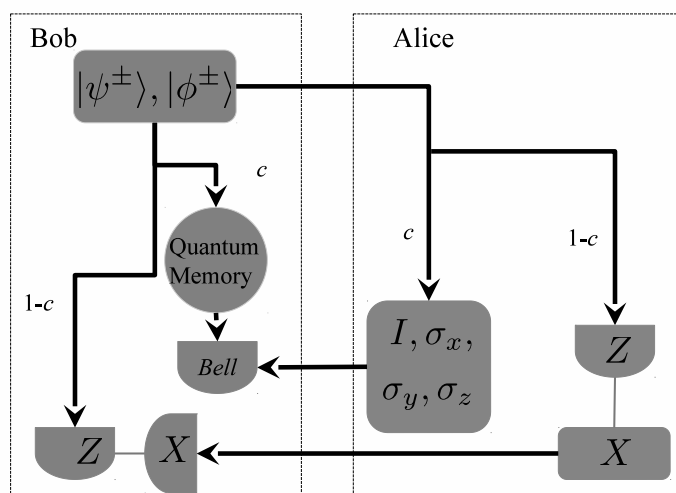 Bob
Alice
|ψ±⟩, |ϕ±⟩
c
c
Quantum
Memory
1-c
1-c
I, σx,
σy, σz
Z
Bell
Z
X
X